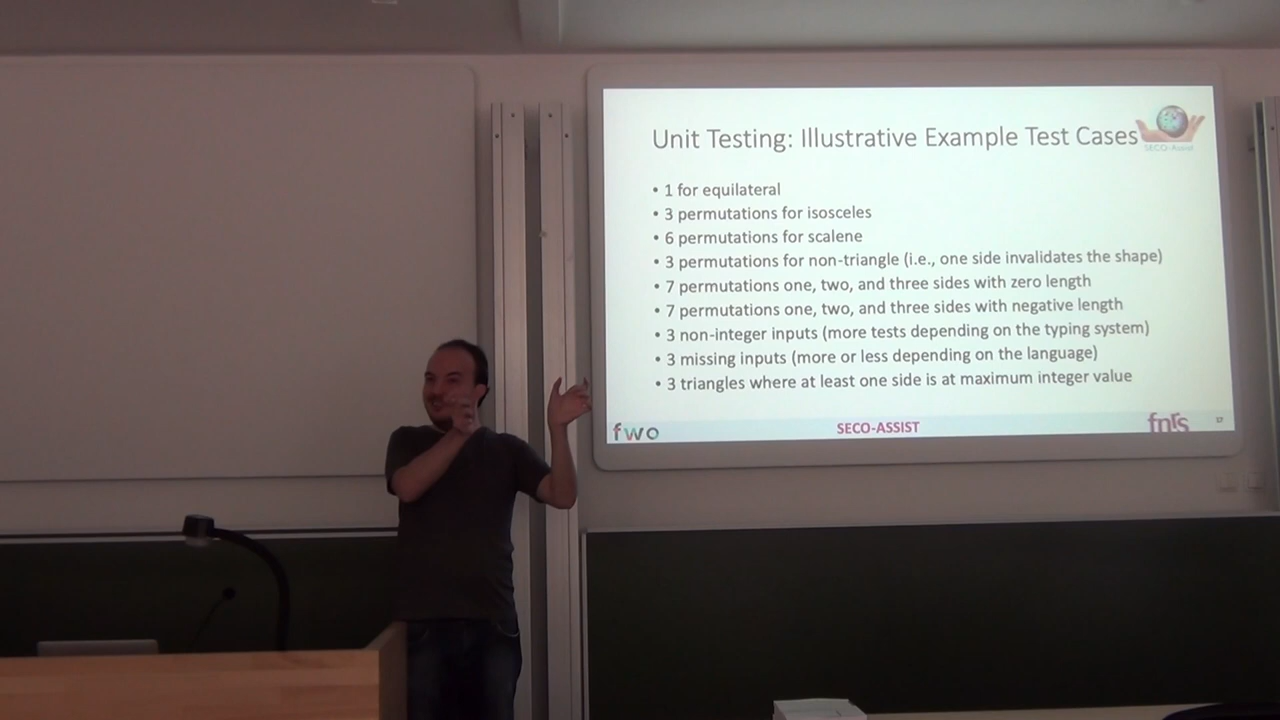 Unit Testing: Illustrative Example Test Cases
SECO-Assist
• 1 for equilateral
• 3 permutations for isosceles
• 6 permutations for scalene
• 3 permutations for non-triangle (i.e., one side invalidates the shape)
• 7 permutations one, two, and three sides with zero length
• 7 permutations one, two, and three sides with negative length
• 3 non-integer inputs (more tests depending on the typing system)
• 3 missing inputs (more or less depending on the language)
• 3 triangles where at least one side is at maximum integer value
fwo
SECO-ASSIST
fnrs
17